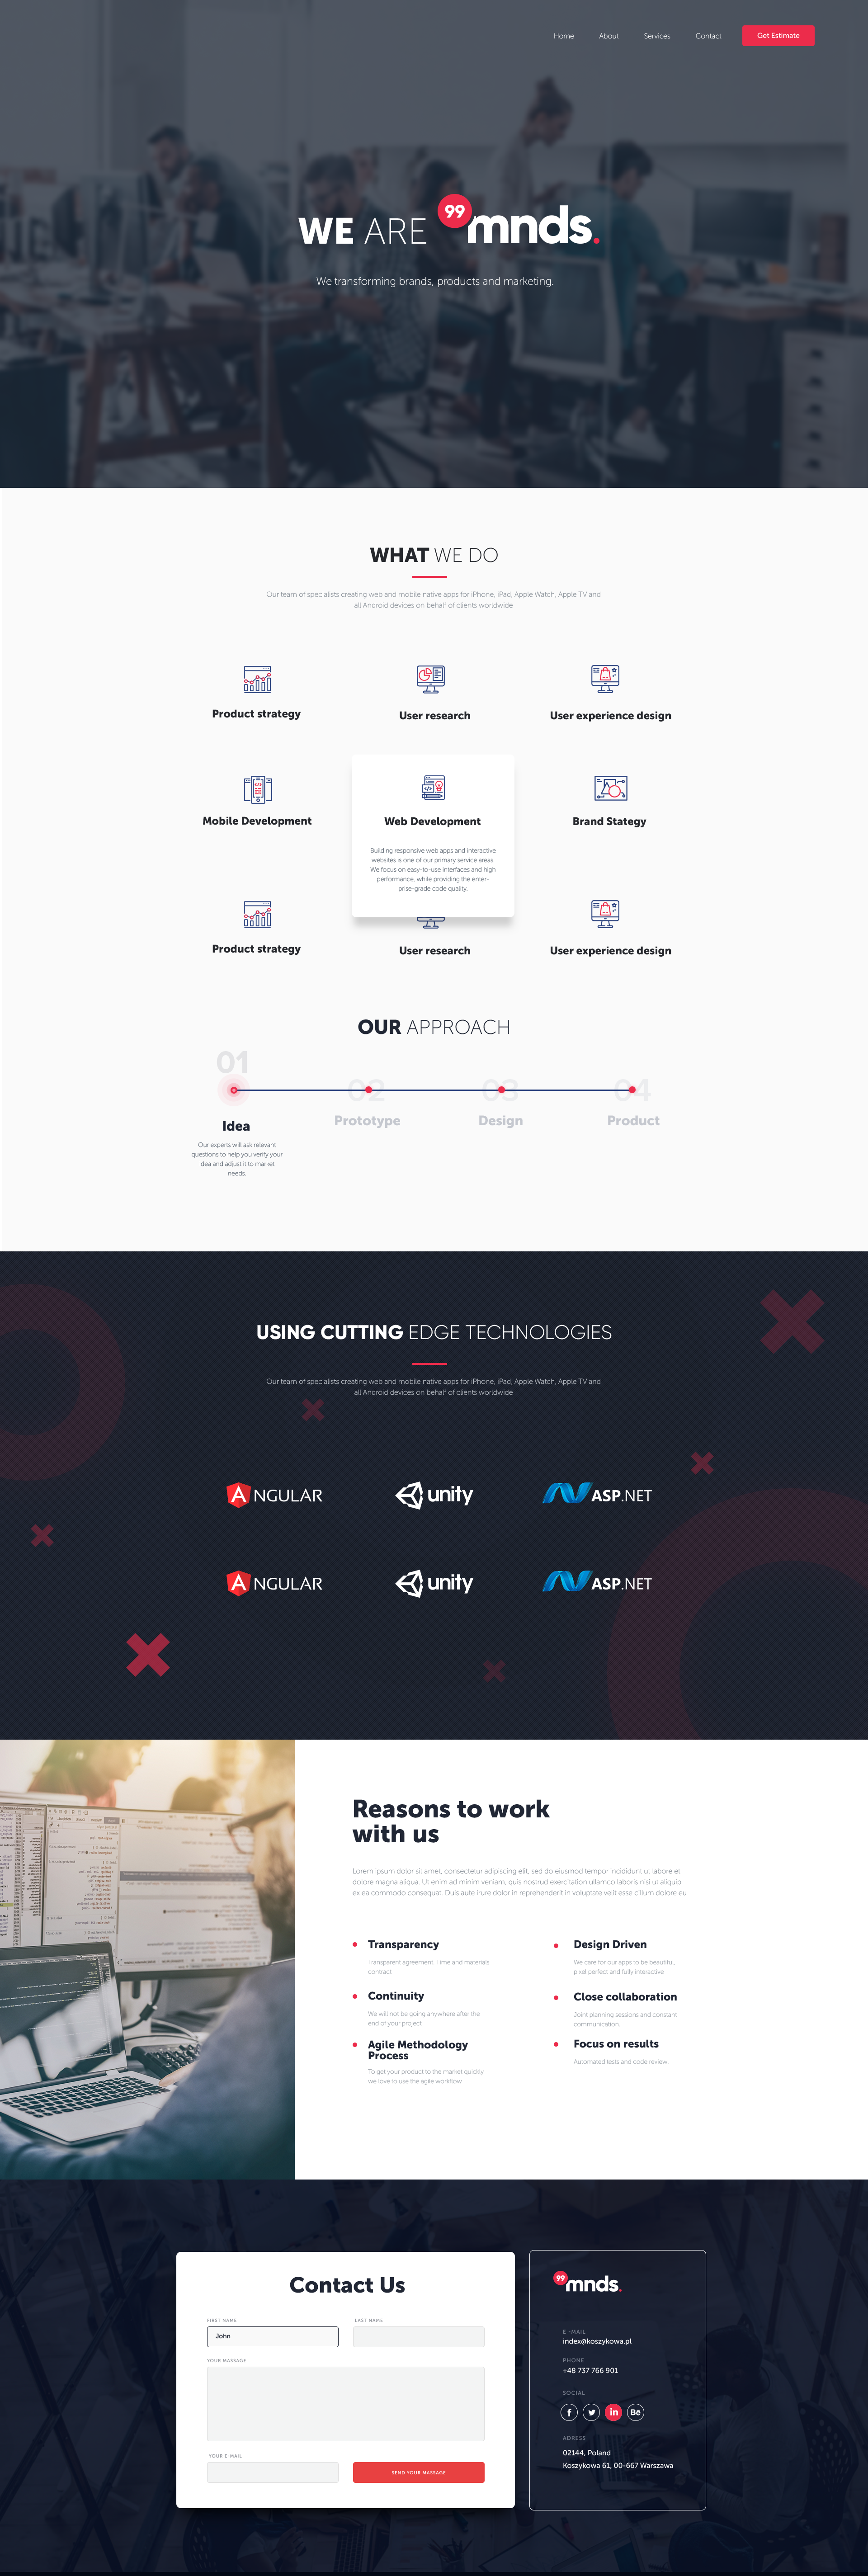 Home About Services Contact Get Estimate
WE ARE 99mnds.
We transforming brands, products and marketing.
WHAT WE DO
Our team of specialists creating web and mobile native apps for iPhone, iPad, Apple Watch, Apple TV and
all Android devices on behalf of clients worldwide
Product strategy
User research
User experience design
Mobile Development
Web Development
Building responsive web apps and interactive
websites is one of our primary service areas.
We focus on easy-to-use interfaces and high
performance, while providing the enter-
prise-grade code quality.
Brand Stategy
Product strategy
User research
User experience design
OUR APPROACH
01
Idea
Our experts will ask relevant
questions to help you verify your
idea and adjust it to market
needs.
02
Prototype
03
Design
04
Product
USING CUTTING EDGE TECHNOLOGIES
Our team of specialists creating web and mobile native apps for iPhone, iPad, Apple Watch, Apple TV and
all Android devices on behalf of clients worldwide
ANGULAR unity ASP.NET
ANGULAR unity ASP.NET
Reasons to work
with us
Lorem ipsum dolor sit amet, consectetur adipiscing elit, sed do eiusmod tempor incididunt ut labore et
dolore magna aliqua. Ut enim ad minim veniam, quis nostrud exercitation ullamco laboris nisi ut aliquip
ex ea commodo consequat. Duis aute irure dolor in reprehenderit in voluptate velit esse cillum dolore eu
Transparency
Transparent agreement. Time and materials
contract
Continuity
We will not be going anywhere after the
end of your project
Agile Methodology
Process
To get your product to the market quickly
we love to use the agile workflow
Design Driven
We care for our apps to be beautiful,
pixel perfect and fully interactive
Close collaboration
Joint planning sessions and constant
communication.
Focus on results
Automated tests and code review.
Contact Us
FIRST NAME
John
LAST NAME
YOUR MASSAGE
YOUR E-MAIL
SEND YOUR MASSAGE
99mnds.
E -MAIL
index@koszykowa.pl
PHONE
+48 737 766 901
SOCIAL
f in Bē
ADRESS
02144, Poland
Koszykowa 61, 00-667 Warszawa